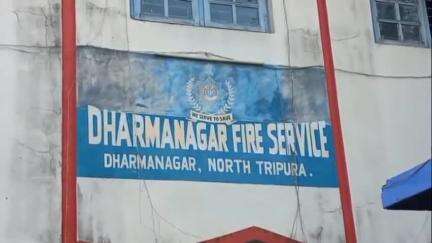 WE SERVE TO SAVE
DHARMANAGAR FIRE SERVICE
DHARMANAGAR, NORTH TRIPURA.